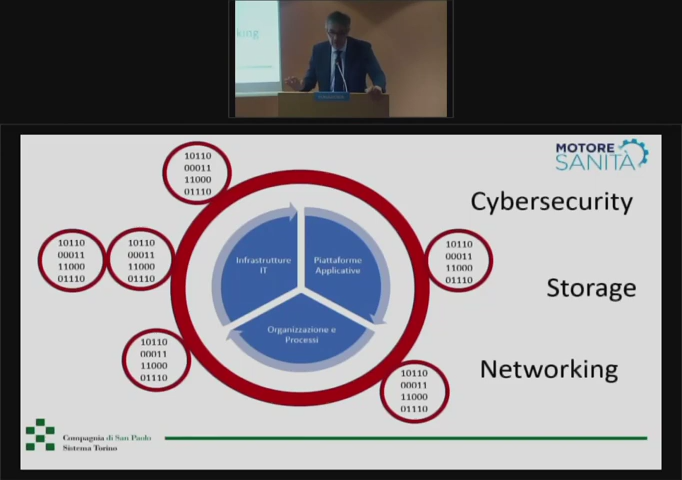 king
MOTORE
SANITÀ
10110
00011
11000
01110
Cybersecurity
10110
00011
11000
01110
10110
00011
11000
01110
Infrastrutture
IT
Piattaforme
Applicative
10110
00011
11000
01110
Storage
Organizzazione e
Processi
10110
00011
11000
01110
Networking
10110
00011
11000
01110
Compagnia di San Paolo
Sistema Torino